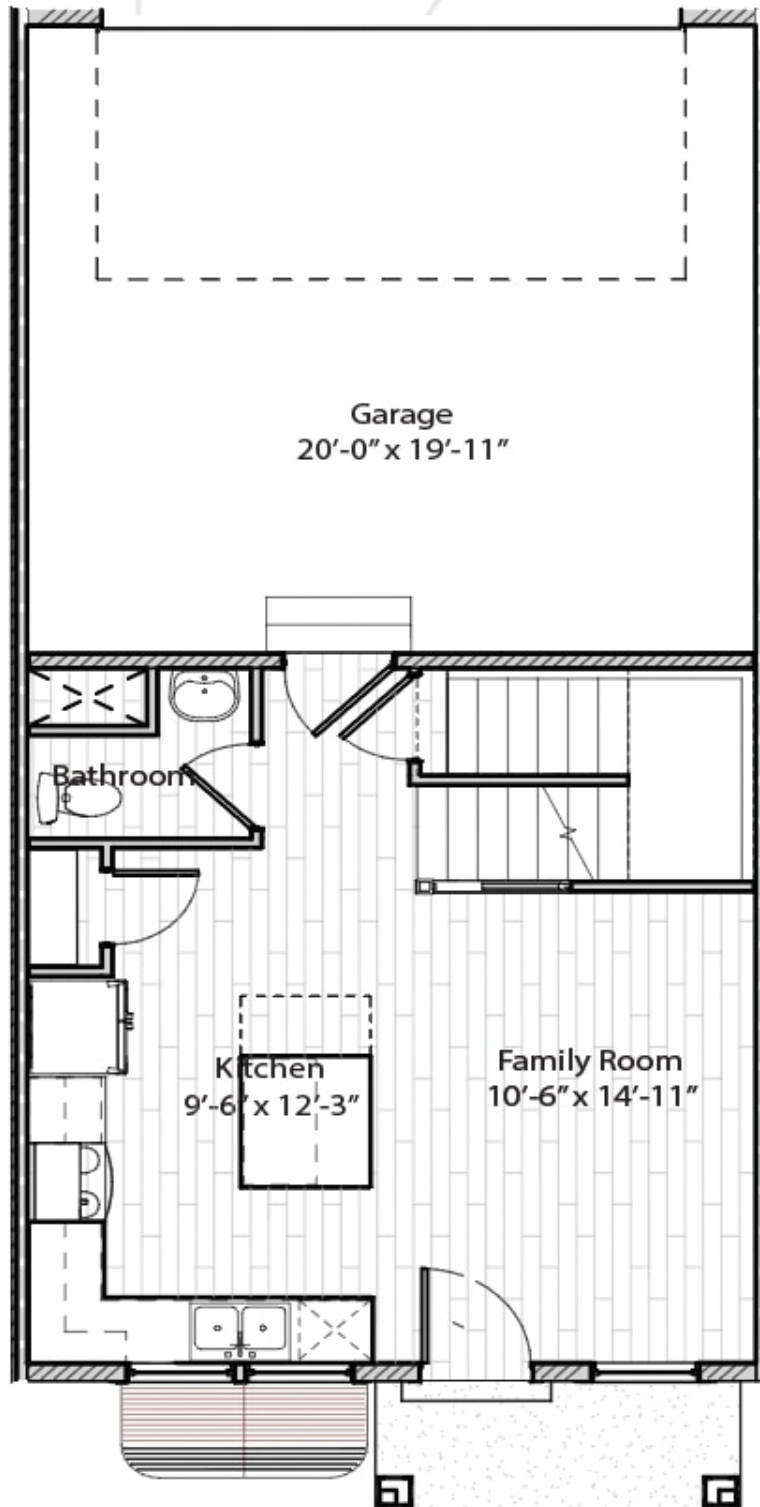 Garage
20'-0" x 19'-11"
Bathroom
Kitchen
9'-6" x 12'-3"
Family Room
10'-6" x 14'-11"